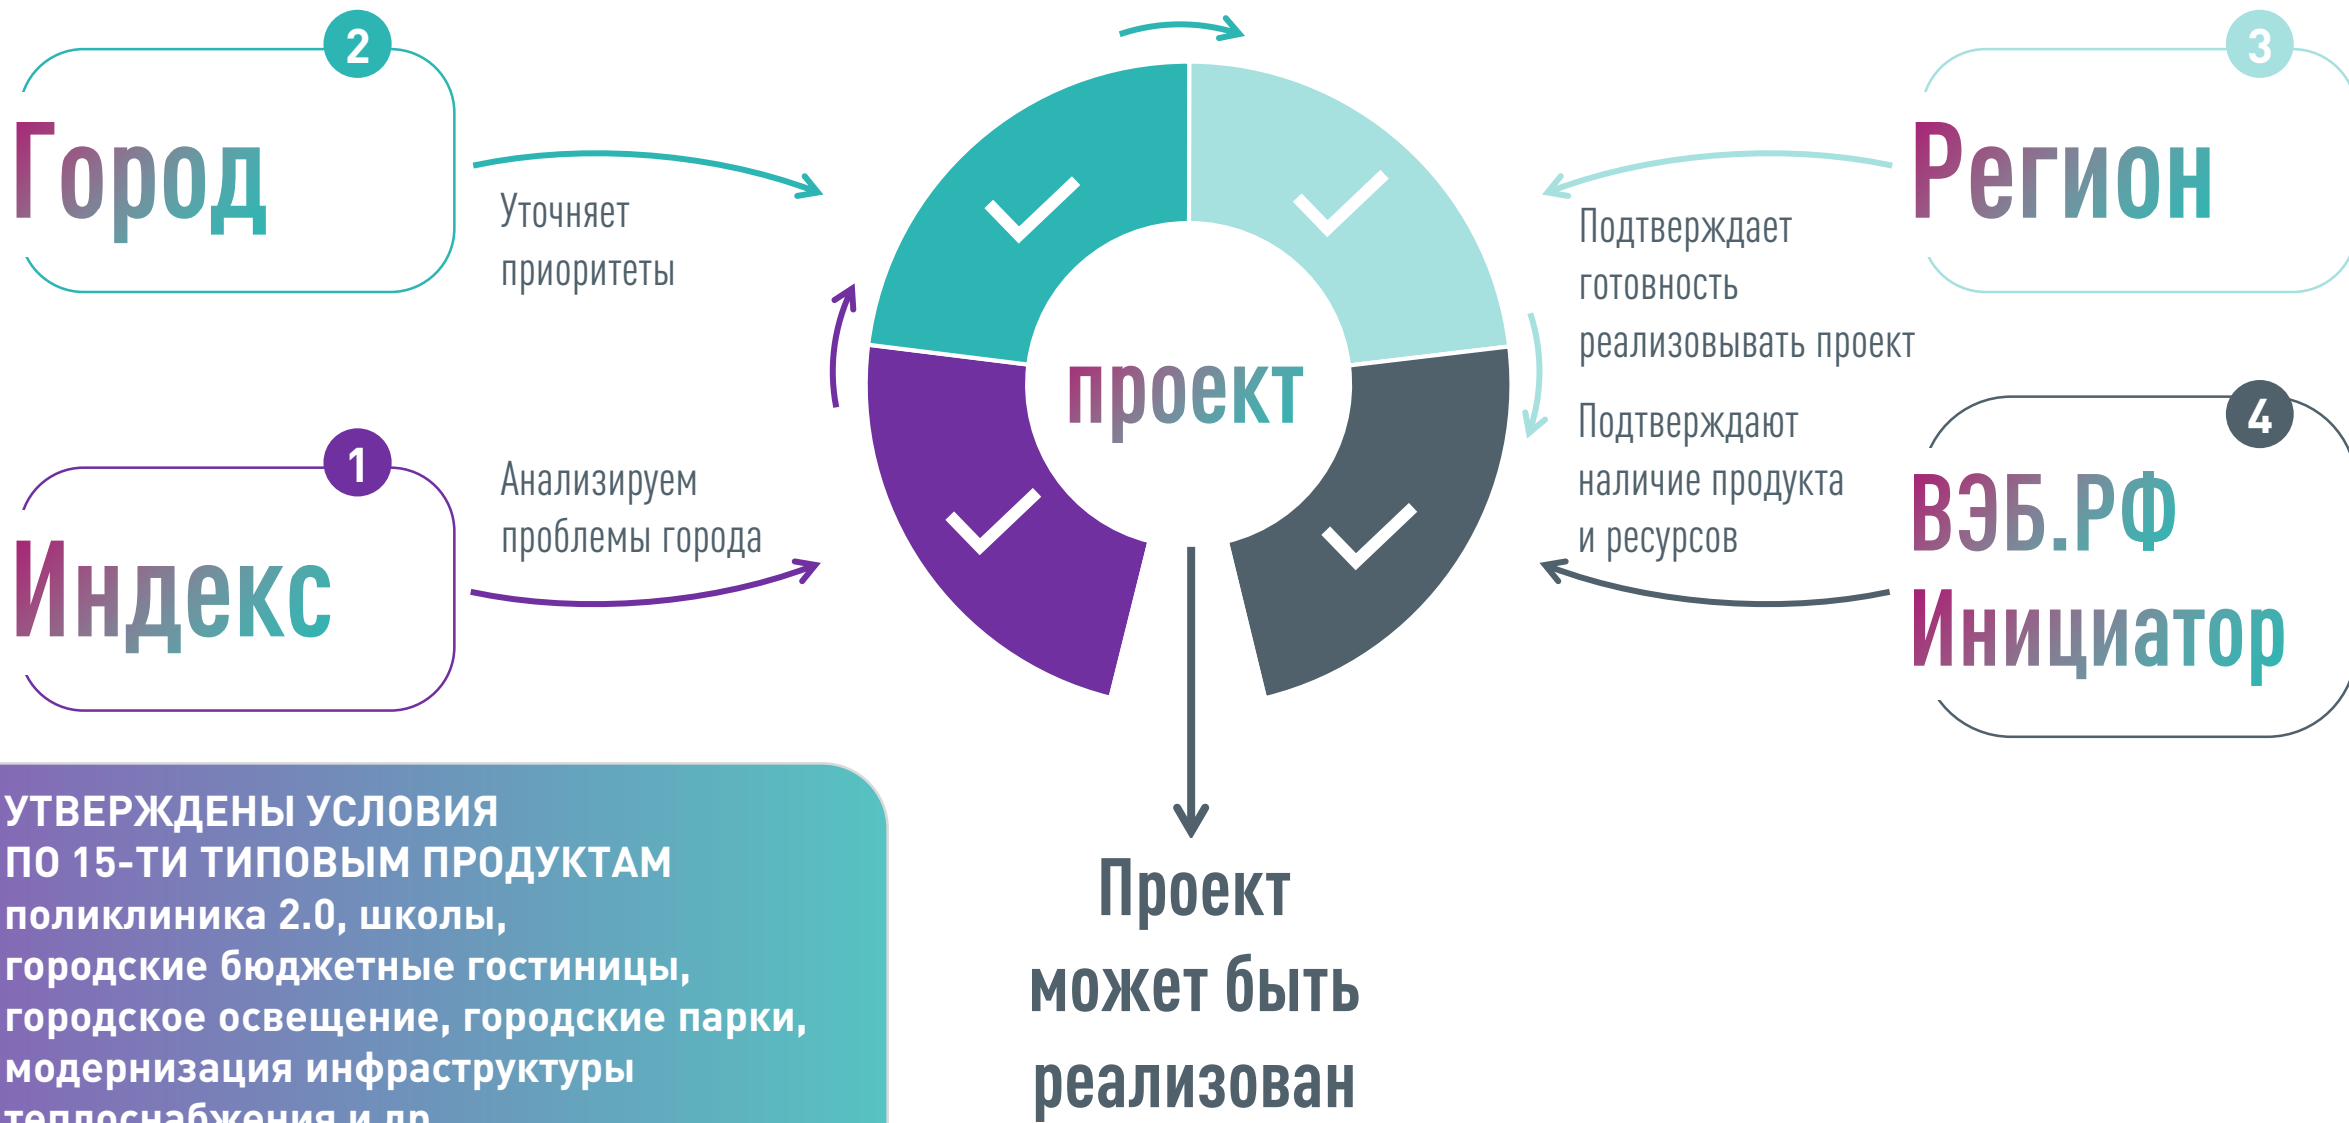 2
Город
Уточняет
приоритеты
1
Индекс
Анализируем
проблемы города
проект
3
Регион
Подтверждает
готовность
реализовывать проект
4
ВЭБ.РФ
Инициатор
Подтверждают
наличие продукта
и ресурсов
Проект
может быть
реализован
УТВЕРЖДЕНЫ УСЛОВИЯ
ПО 15-ТИ ТИПОВЫМ ПРОДУКТАМ
поликлиника 2.0, школы,
городские бюджетные гостиницы,
городское освещение, городские парки,
модернизация инфраструктуры
теплоснабжения и др